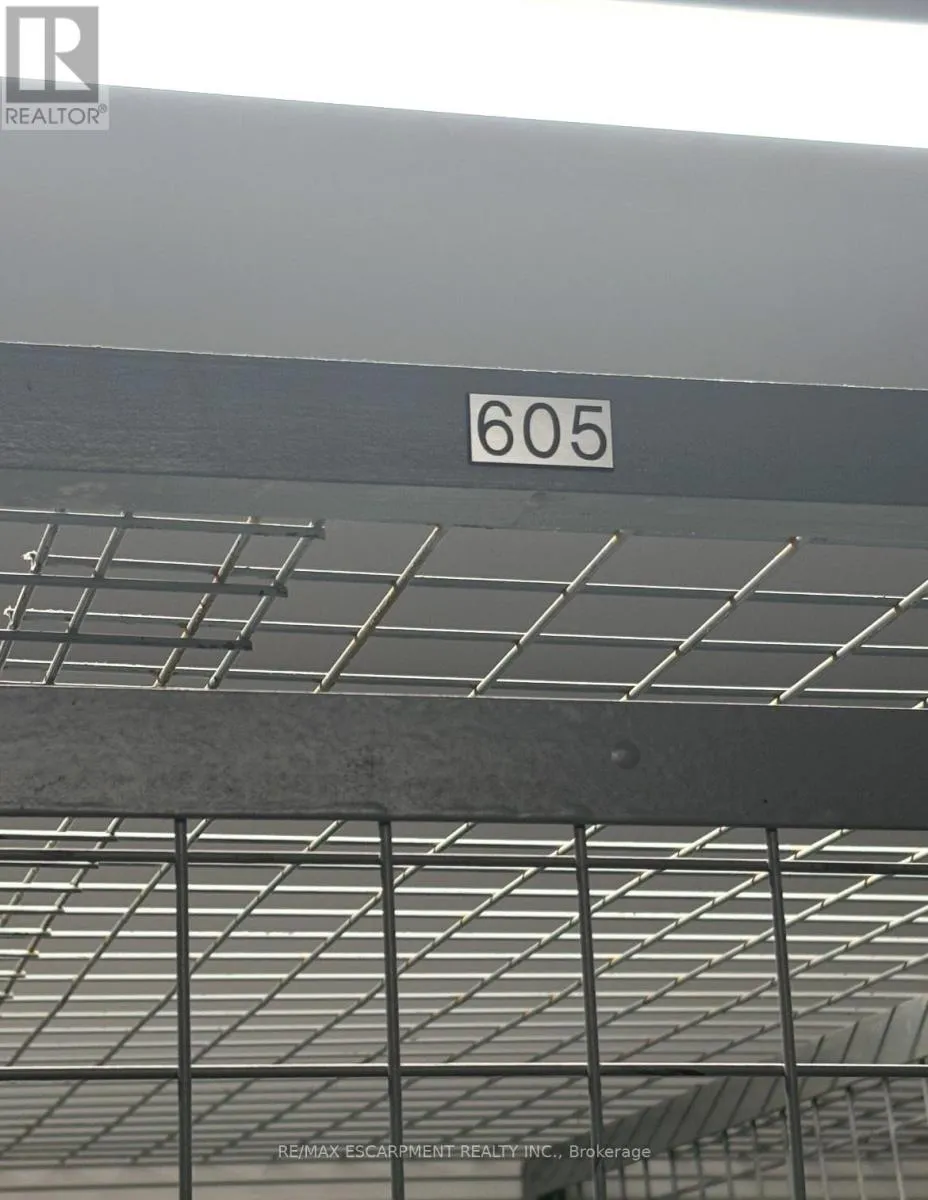 REALTOR®
605
RE/MAX ESCARPMENT REALTY INC., Brokerage